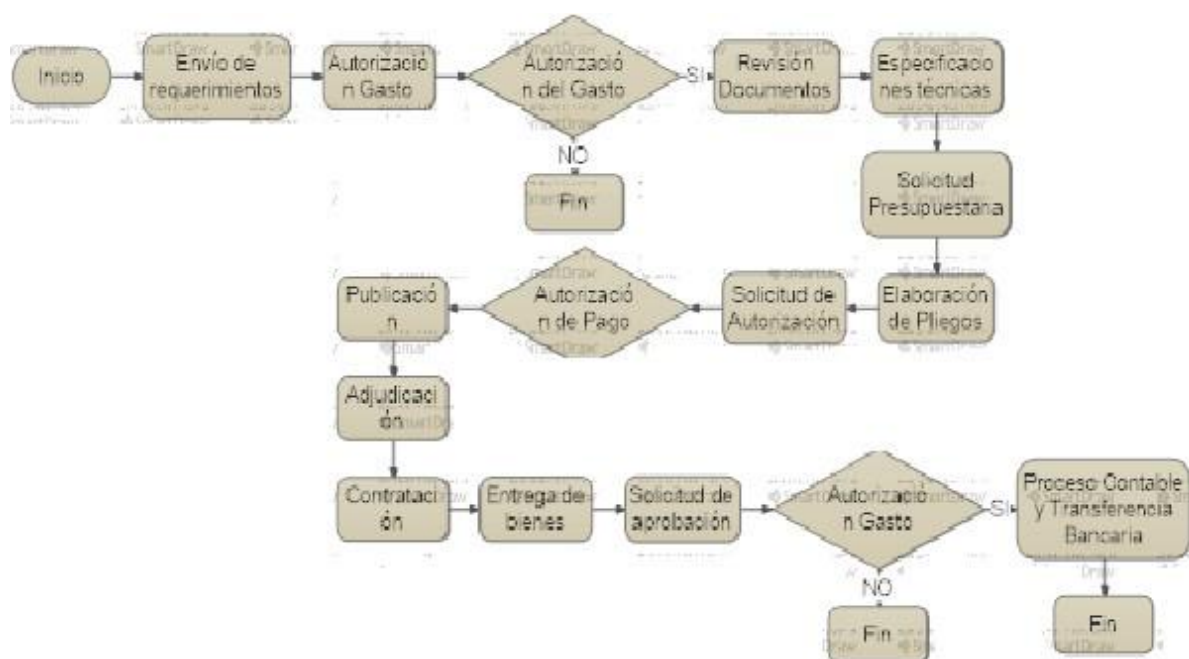 Inicio
Envío de
requerimientos
Autorizació
n Gasto
Autorizació
n del Gasto
SI
Revisión
Documentos
Especificacio
nes técnicas
NO
Fin
Solicitud
Presupuestaria
Publicació
n
Autorizació
n de Pago
Solicitud de
Autorización
Elaboración
de Pliegos
Adjudicaci
ón
Contrataci
ón
Entrega de
bienes
Solicitud de
aprobación
Autorizació
n Gasto
SI
Proceso Contable
y Transferencia
Bancaria
NO
Fin
Fin
SmartDraw